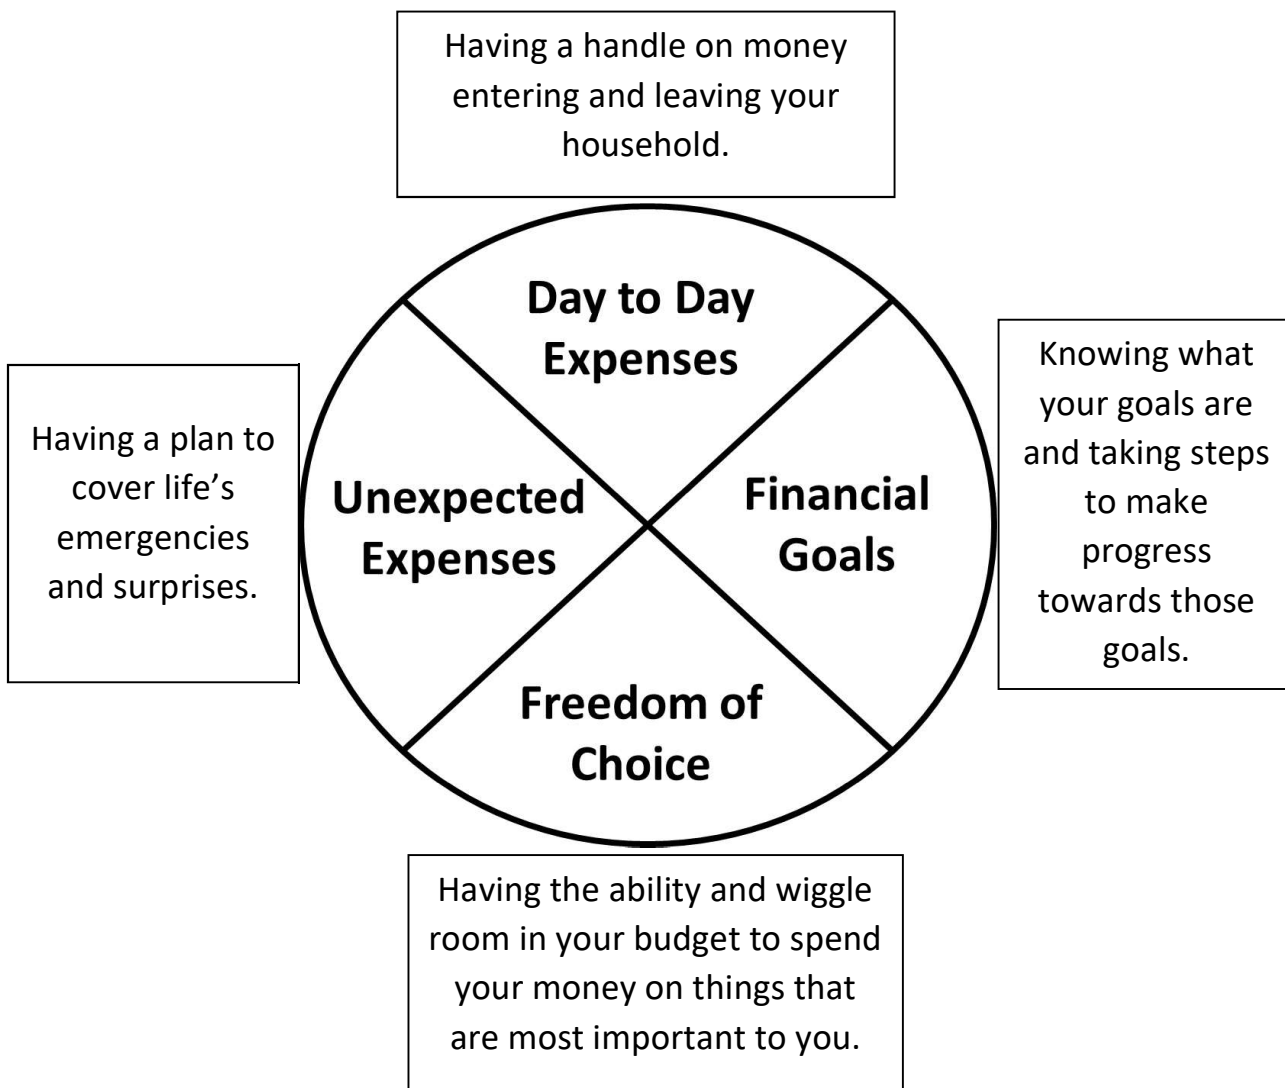 Having a handle on money
entering and leaving your
household.
Day to Day
Expenses
Knowing what
your goals are
and taking steps
to make
progress
towards those
goals.
Having a plan to
cover life’s
emergencies
and surprises.
Unexpected
Expenses
Financial
Goals
Freedom of
Choice
Having the ability and wiggle
room in your budget to spend
your money on things that
are most important to you.